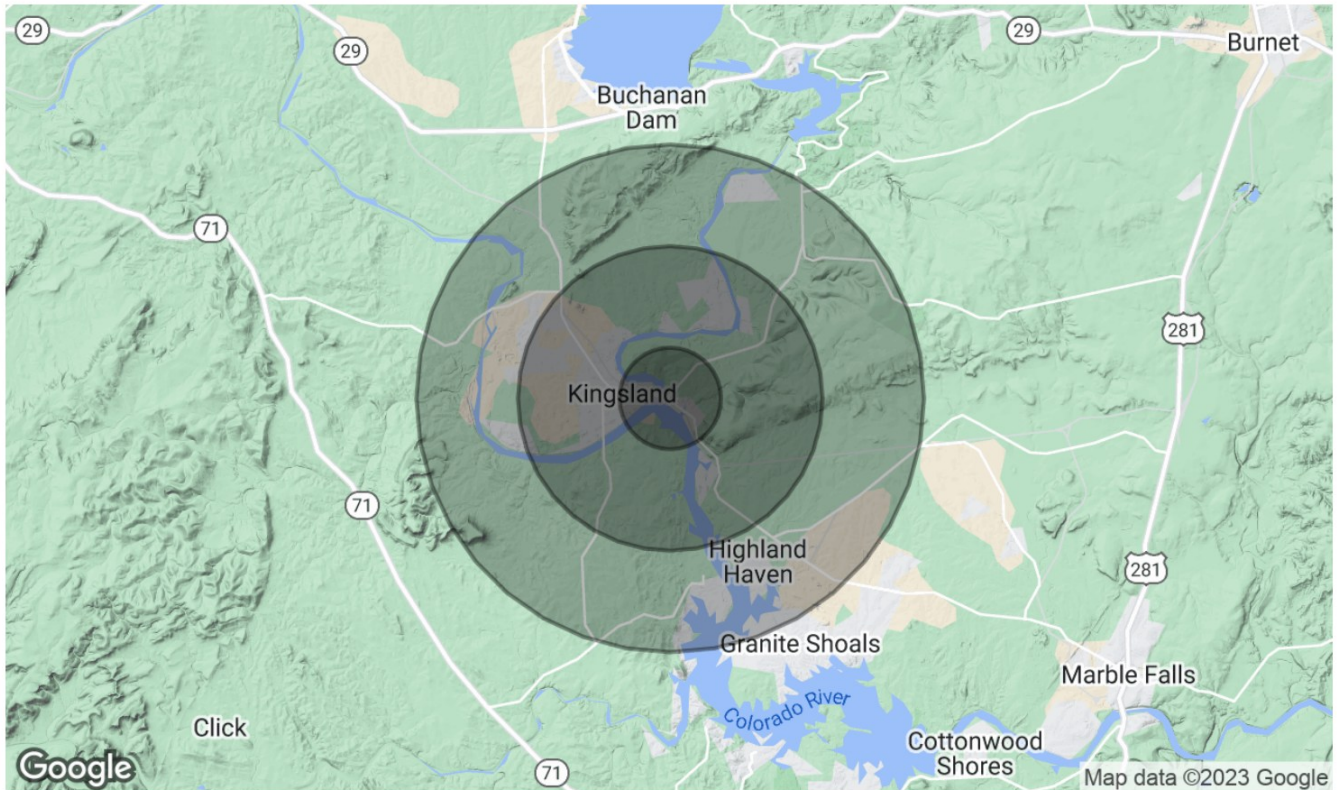 29
29
29
Burnet
Buchanan
Dam
71
281
Kingsland
71
Highland
Haven
281
Granite Shoals
Marble Falls
Colorado River
Click
Cottonwood
Shores
71
Google
Map data ©2023 Google